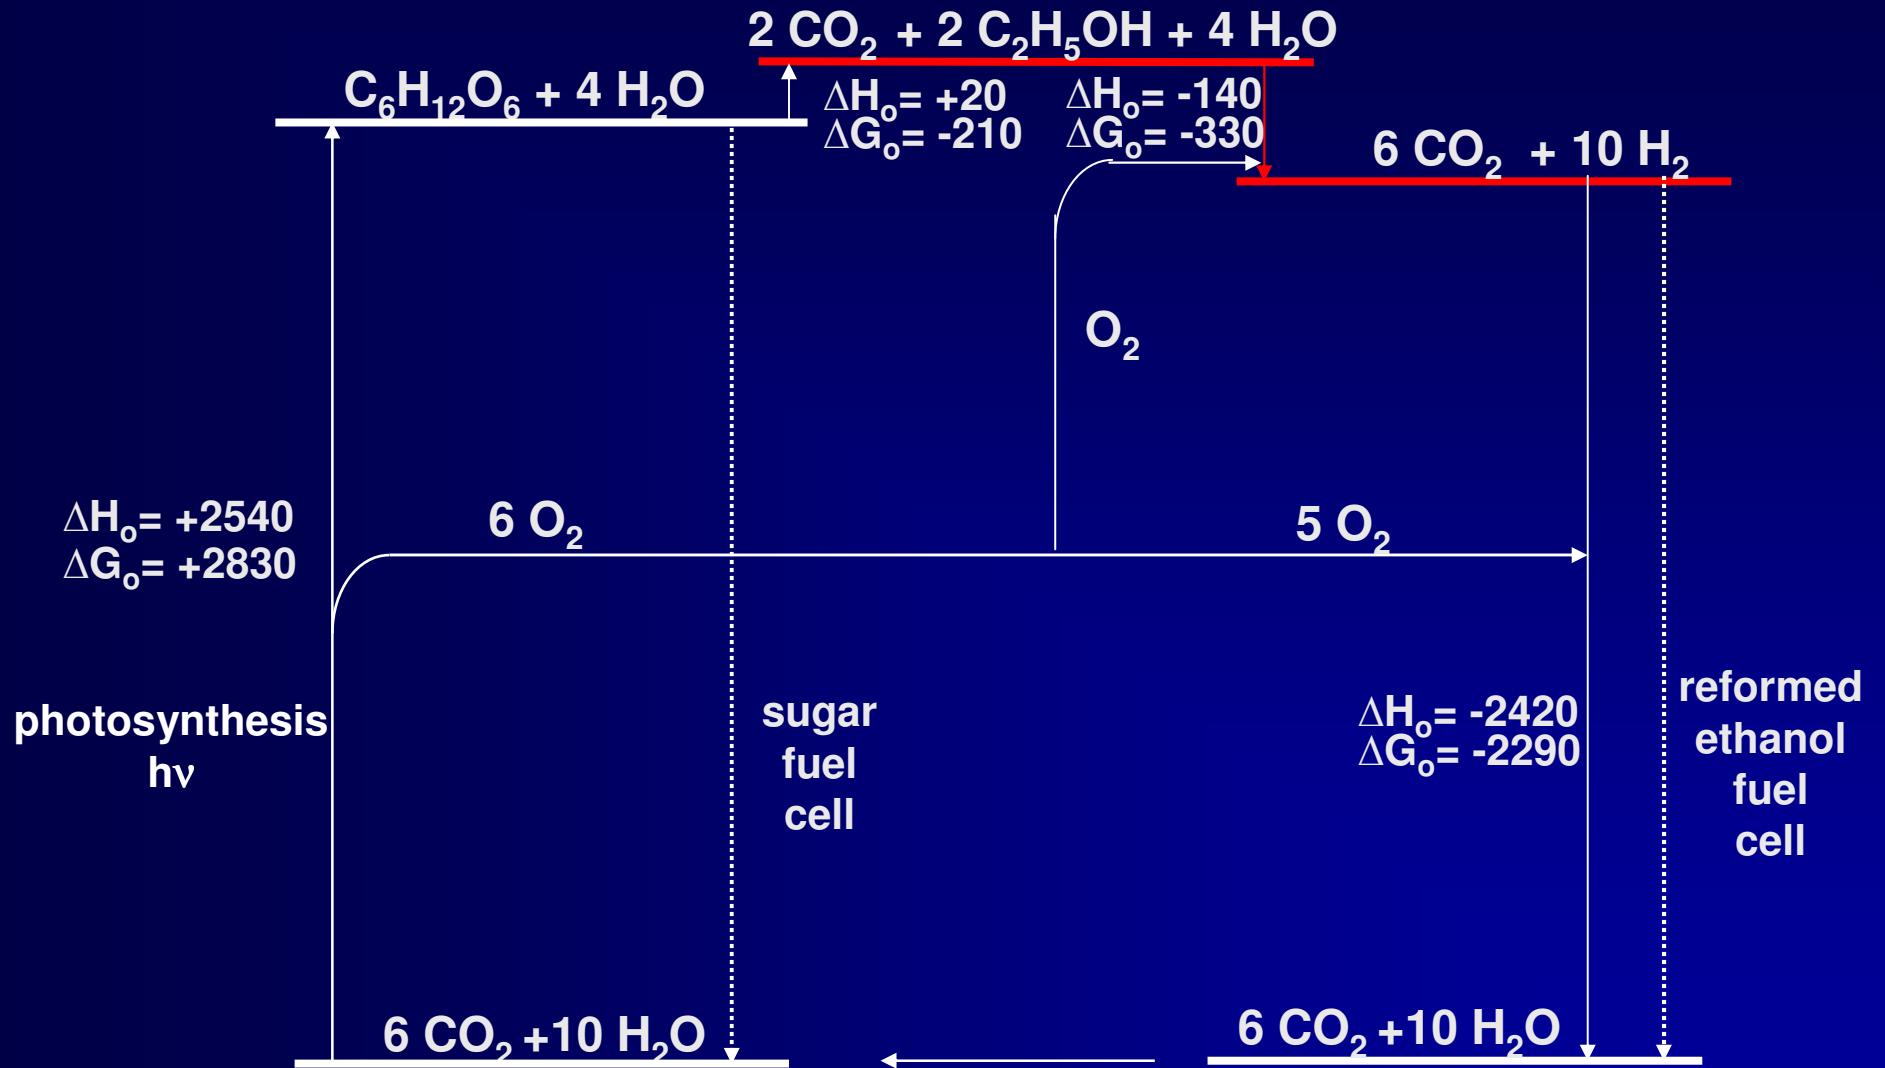 2 CO₂ + 2 C₂H₅OH + 4 H₂O
C₆H₁₂O₆ + 4 H₂O
ΔHₒ= +20
ΔGₒ= -210
ΔHₒ= -140
ΔGₒ= -330
6 CO₂ + 10 H₂
O₂
ΔHₒ= +2540
ΔGₒ= +2830
6 O₂
5 O₂
photosynthesis
hν
sugar
fuel
cell
ΔHₒ= -2420
ΔGₒ= -2290
reformed
ethanol
fuel
cell
6 CO₂ +10 H₂O
6 CO₂ +10 H₂O